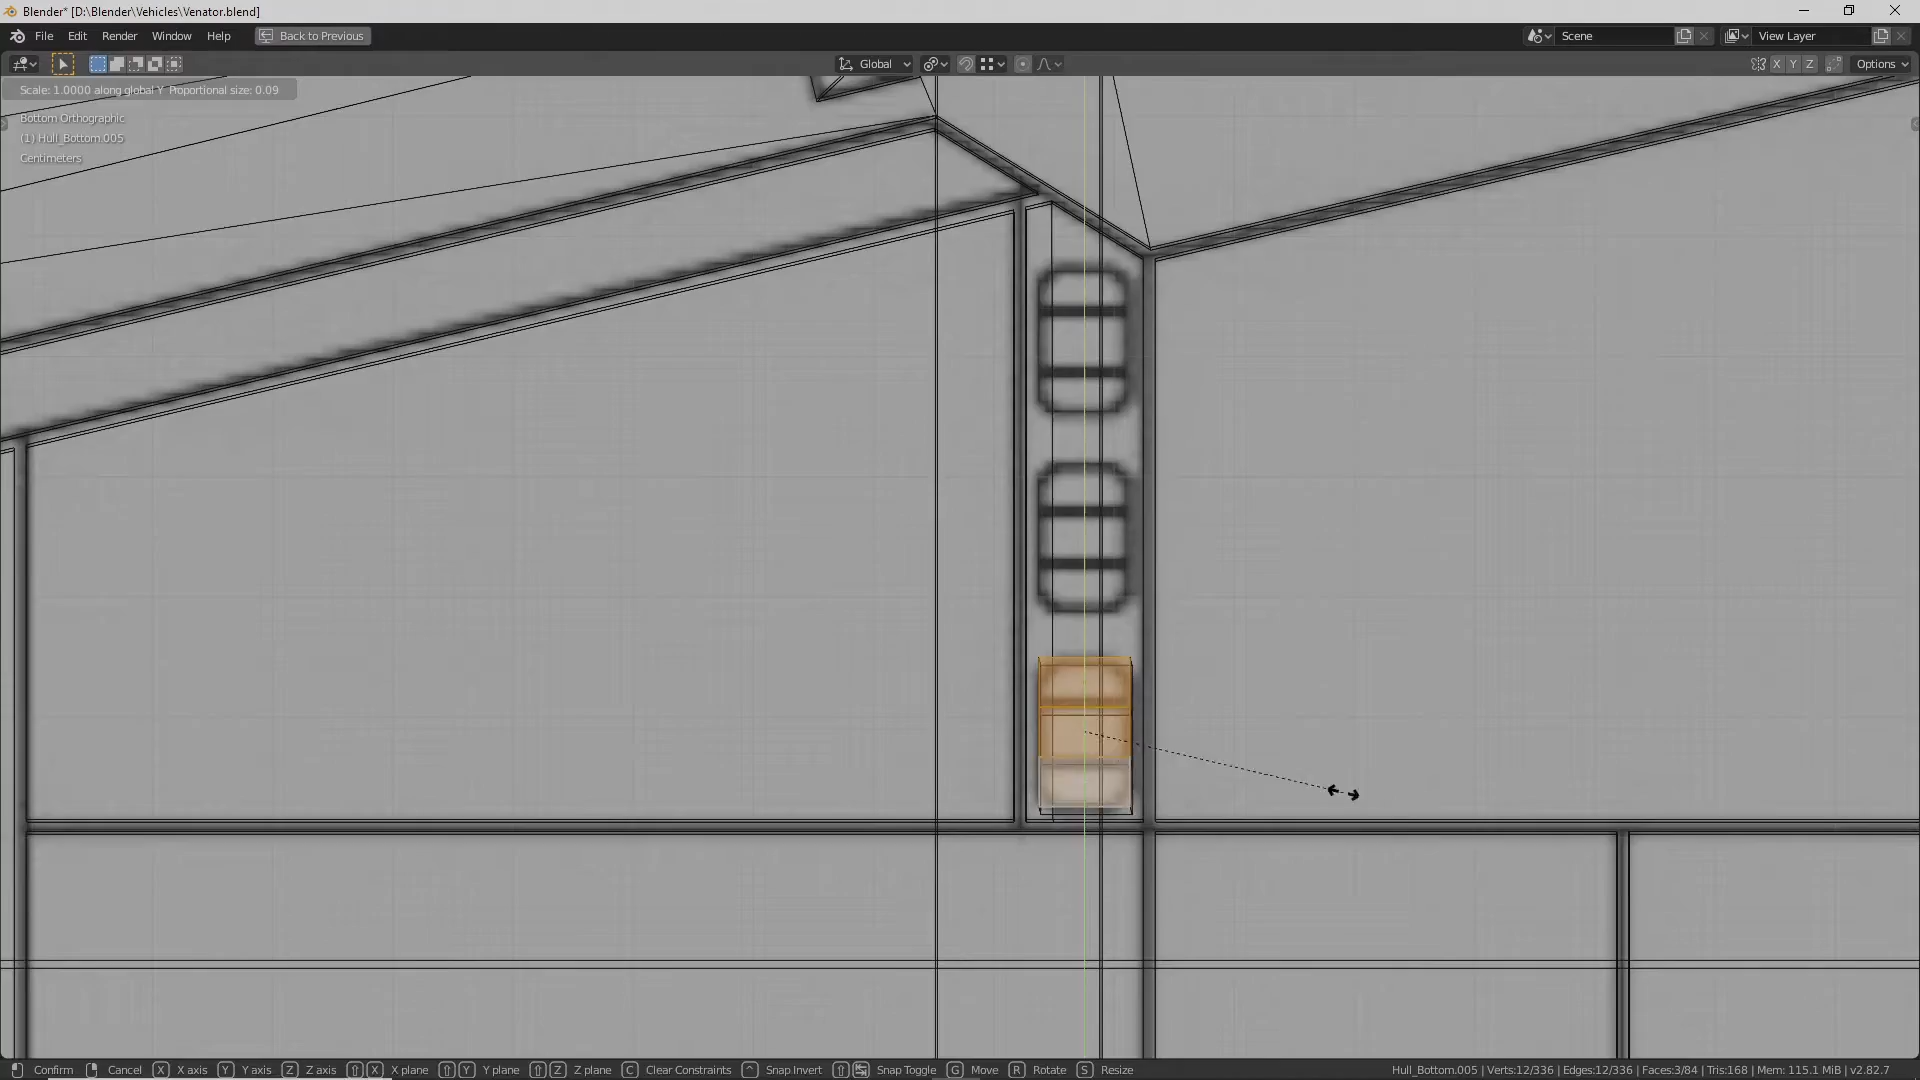 Blender* [D:\Blender\Vehicles\Venator.blend]
File Edit Render Window Help Back to Previous Scene View Layer
Global X Y Z Options
Scale: 1.0000 along global Y Proportional size: 0.09
Bottom Orthographic
(1) Hull_Bottom.005
Centimeters
Confirm Cancel X X axis Y Y axis Z Z axis X X plane Y Y plane Z Z plane C Clear Constraints ^ Snap Invert Snap Toggle G Move R Rotate S Resize Hull_Bottom.005 | Verts:12/336 | Edges:12/336 | Faces:3/84 | Tris:168 | Mem: 115.1 MiB | v2.82.7